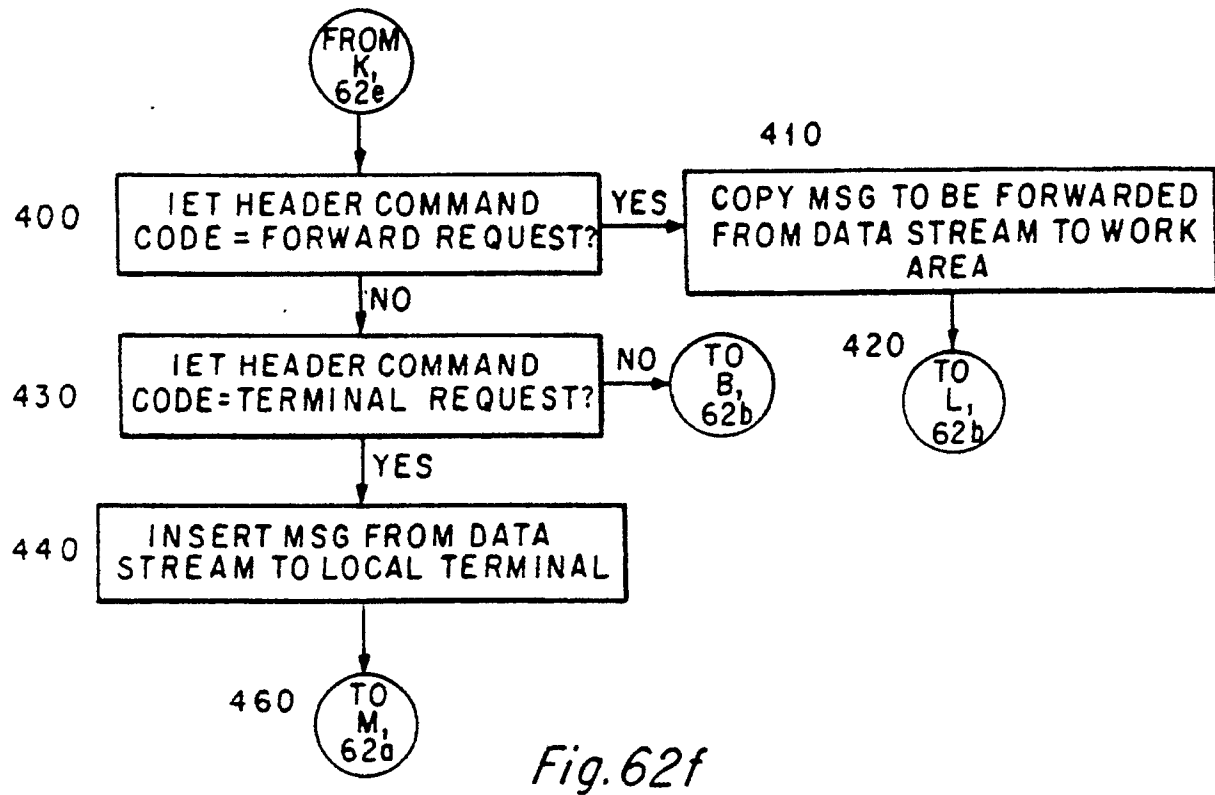 FROM
K,
62e
410
400
IET HEADER COMMAND
CODE = FORWARD REQUEST?
YES
COPY MSG TO BE FORWARDED
FROM DATA STREAM TO WORK
AREA
NO
430
IET HEADER COMMAND
CODE=TERMINAL REQUEST?
NO
TO
B,
62b
420
TO
L,
62b
YES
440
INSERT MSG FROM DATA
STREAM TO LOCAL TERMINAL
460
TO
M,
62a
Fig. 62f